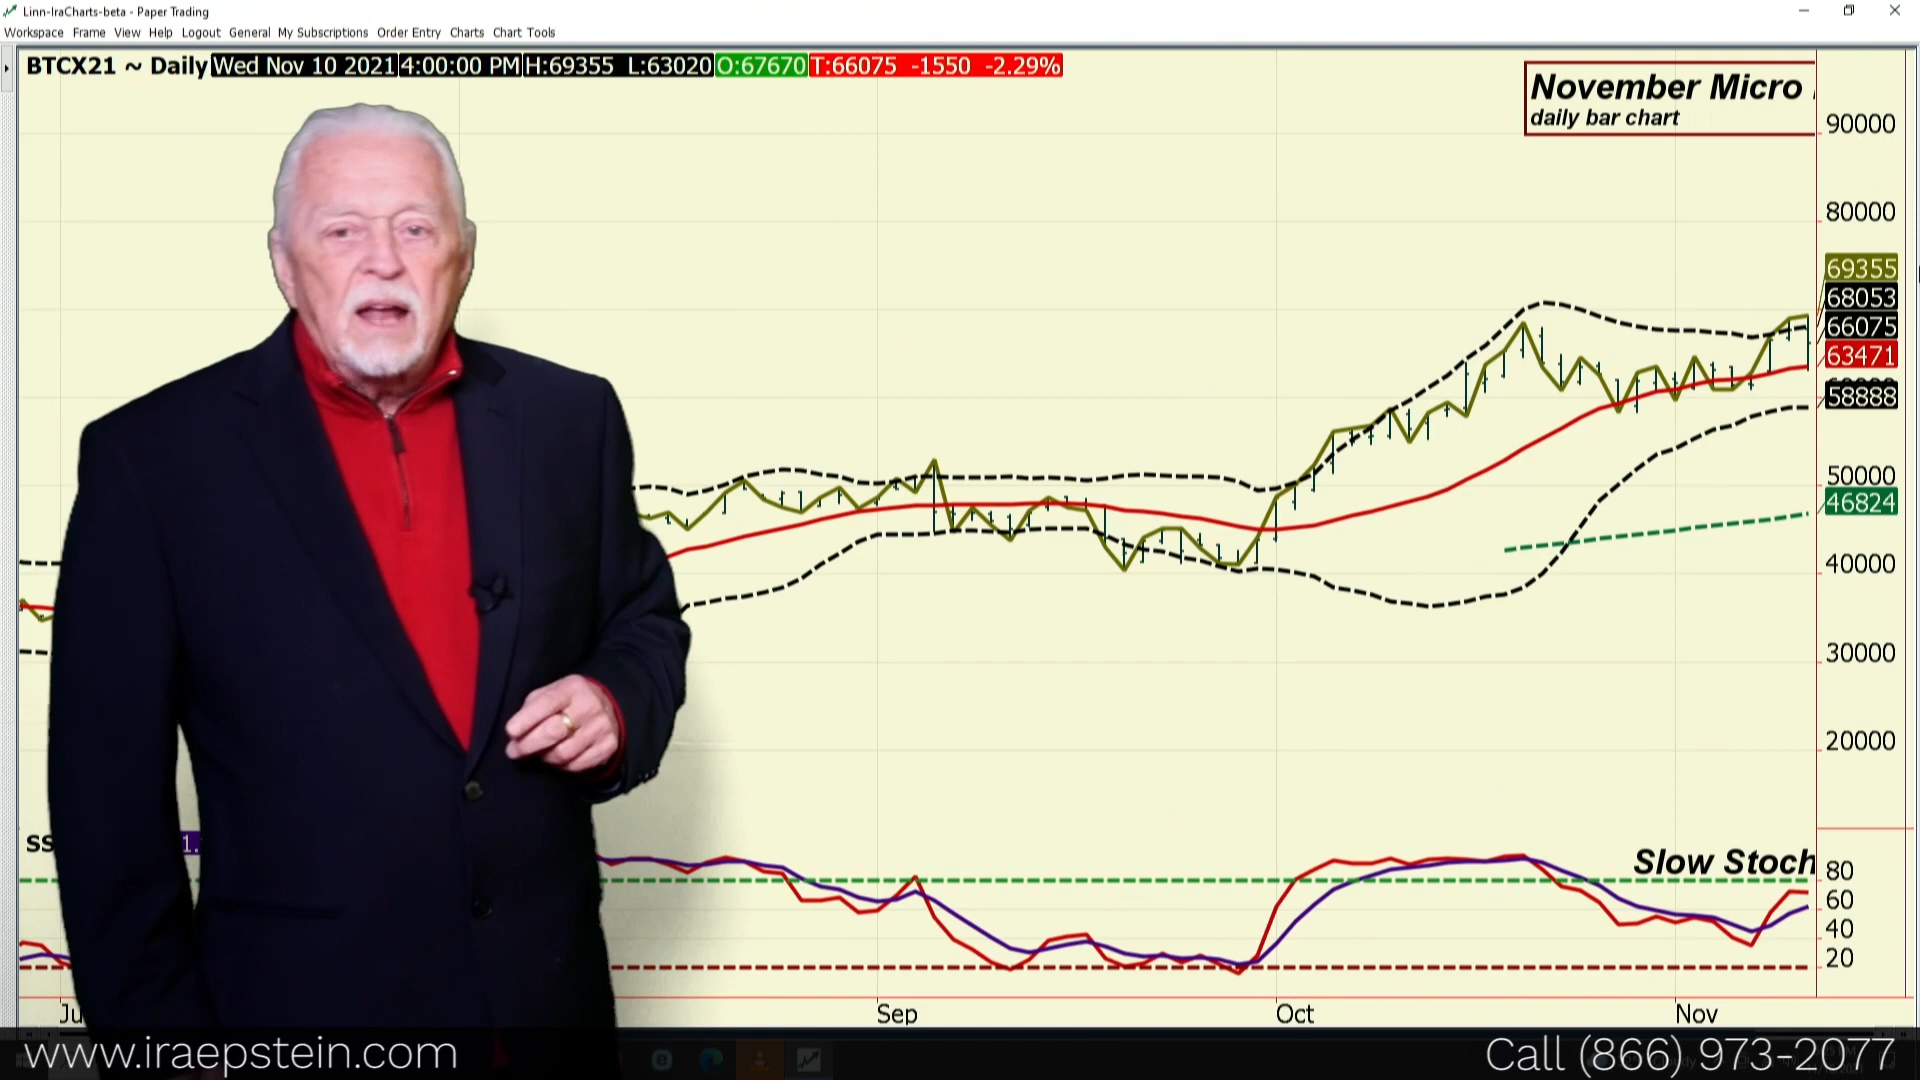 Linn-IraCharts-beta - Paper Trading
Workspace Frame View Help Logout General My Subscriptions Order Entry Charts Chart Tools
BTCX21 ~ Daily Wed Nov 10 2021 4:00:00 PM H:69355 L:63020 O:67670 T:66075 -1550 -2.29%
November Micro
daily bar chart
90000
80000
69355
68053
66075
63471
58888
50000
46824
40000
30000
20000
SS 1.
Slow Stoch
80
60
40
20
Ju Sep Oct Nov
www.iraepstein.com
Call (866) 973-2077